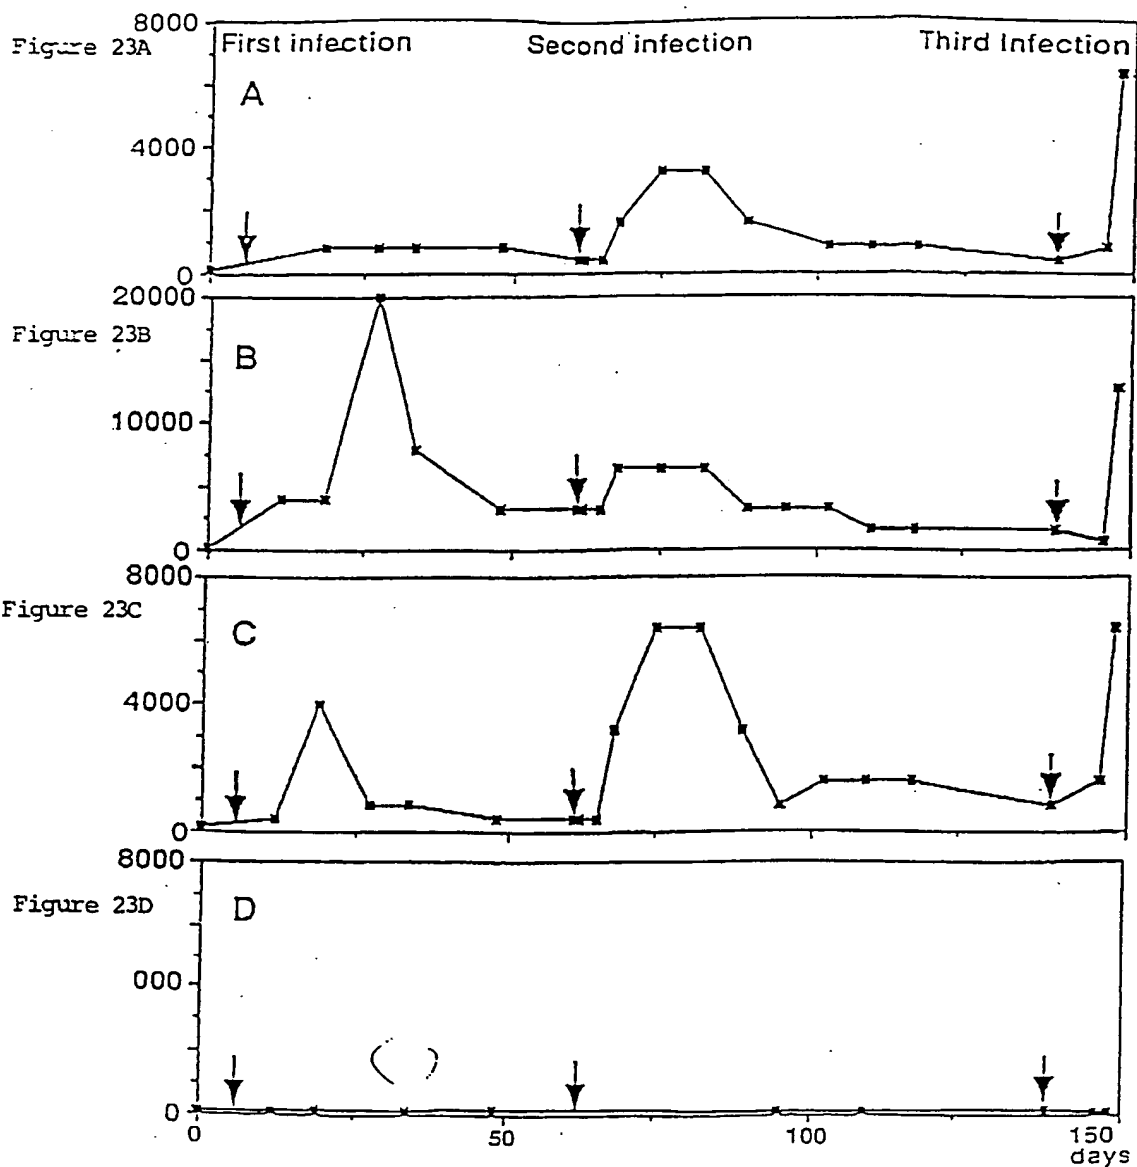 8000
Figure 23A
First infection Second infection Third Infection
A
4000
0
20000
Figure 23B
B
10000
0
8000
Figure 23C
C
4000
0
8000
Figure 23D
D
000
0
0 50 100 150
days